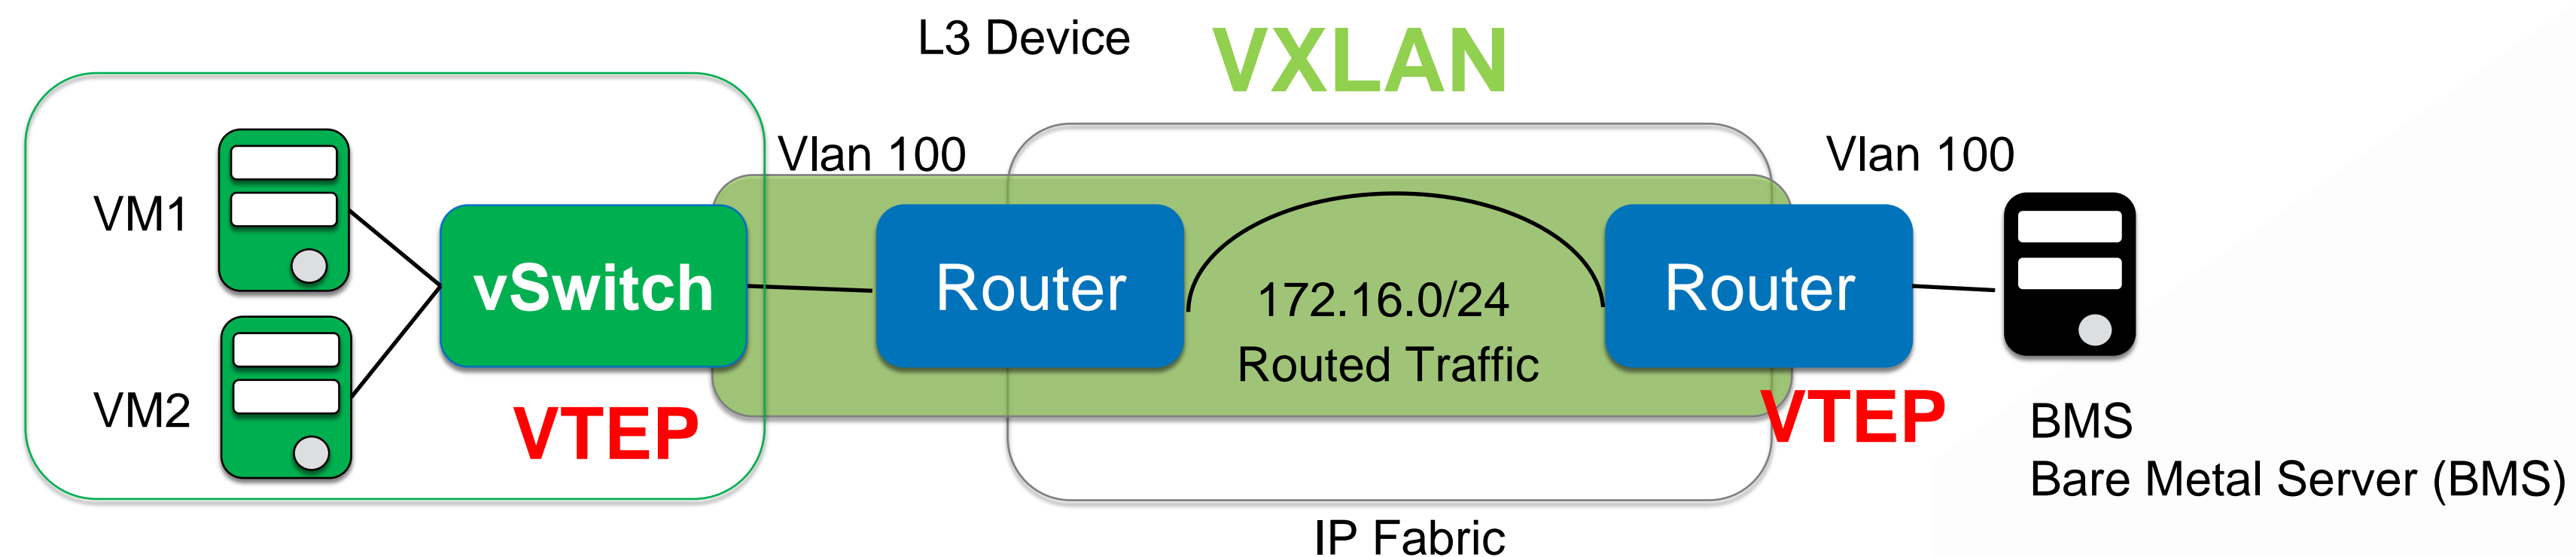 L3 Device
VXLAN
Vlan 100
Vlan 100
VM1
vSwitch
Router
172.16.0/24
Routed Traffic
Router
VM2
VTEP
VTEP
BMS
Bare Metal Server (BMS)
IP Fabric